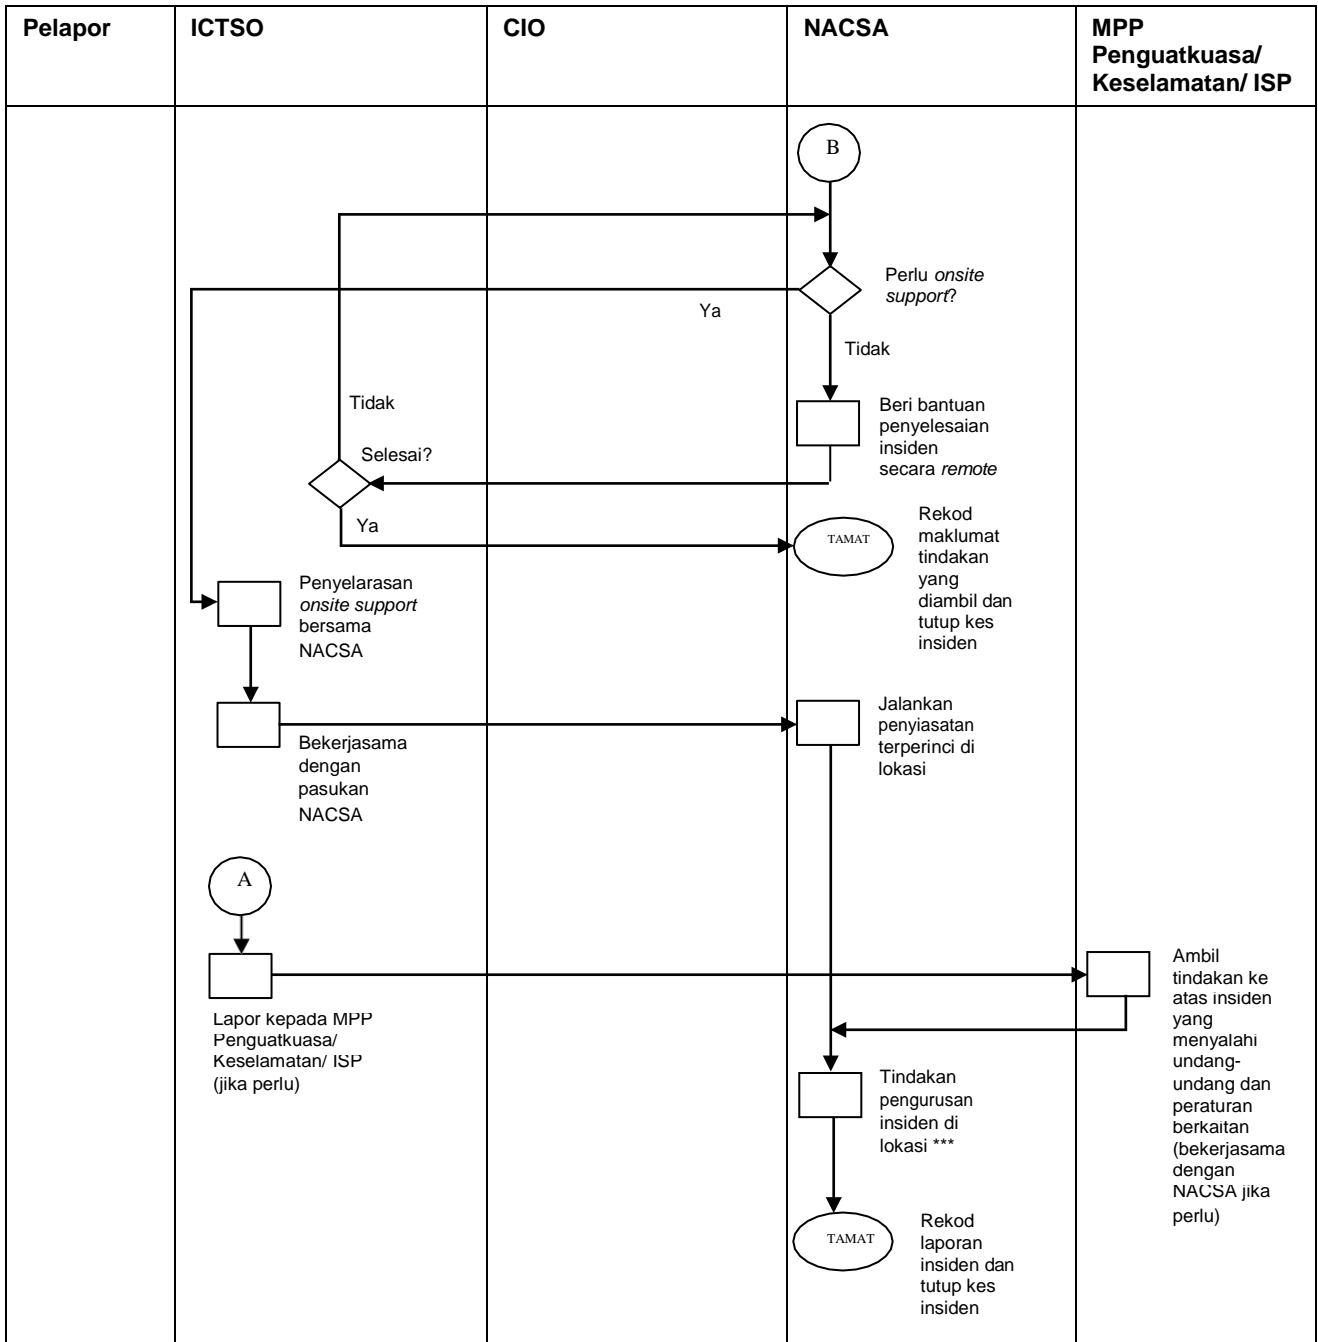 Pelapor
ICTSO
CIO
NACSA
MPP
Penguatkuasa/
Keselamatan/ ISP
B
Perlu onsite
support?
Ya
Tidak
Tidak
Beri bantuan
penyelesaian
insiden
secara remote
Selesai?
Ya
TAMAT
Rekod
maklumat
tindakan
yang
diambil dan
tutup kes
insiden
Penyelarasan
onsite support
bersama
NACSA
Jalankan
penyiasatan
terperinci di
lokasi
Bekerjasama
dengan
pasukan
NACSA
A
Lapor kepada MPP
Penguatkuasa/
Keselamatan/ ISP
(jika perlu)
Ambil
tindakan ke
atas insiden
yang
menyalahi
undang-
undang dan
peraturan
berkaitan
(bekerjasama
dengan
NACSA jika
perlu)
Tindakan
pengurusan
insiden di
lokasi ***
TAMAT
Rekod
laporan
insiden dan
tutup kes
insiden